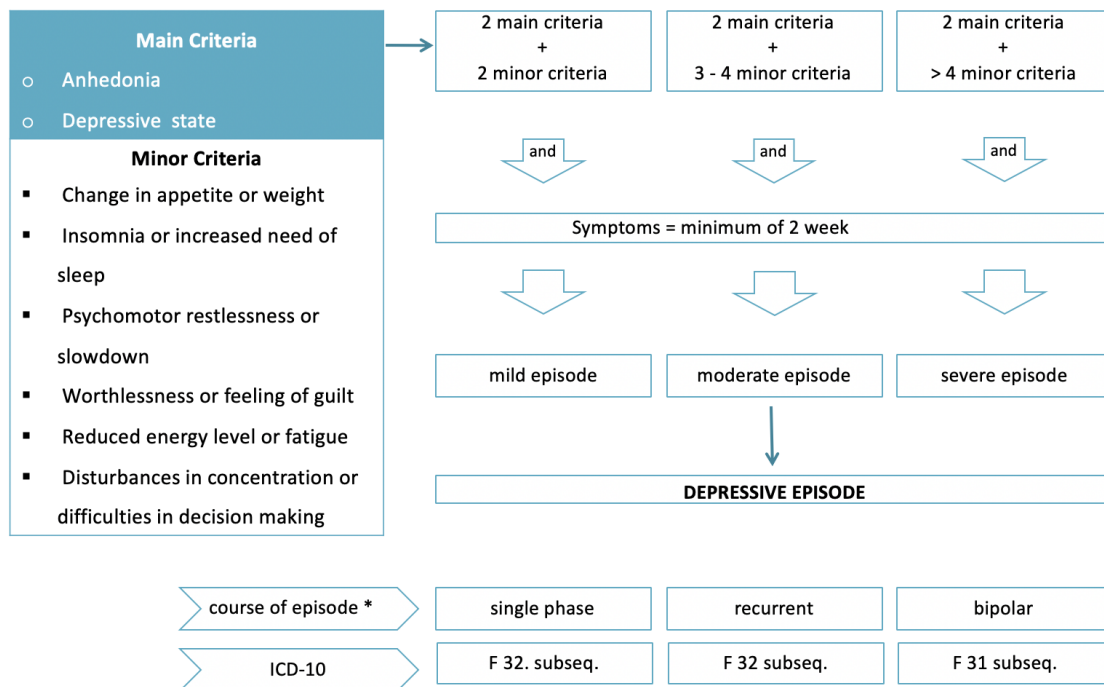 Main Criteria
o Anhedonia
o Depressive state
Minor Criteria
▪ Change in appetite or weight
▪ Insomnia or increased need of
sleep
▪ Psychomotor restlessness or
slowdown
▪ Worthlessness or feeling of guilt
▪ Reduced energy level or fatigue
▪ Disturbances in concentration or
difficulties in decision making
2 main criteria
+
2 minor criteria
2 main criteria
+
3 - 4 minor criteria
2 main criteria
+
> 4 minor criteria
and
and
and
Symptoms = minimum of 2 week
mild episode
moderate episode
severe episode
DEPRESSIVE EPISODE
course of episode *
single phase
recurrent
bipolar
ICD-10
F 32. subseq.
F 32 subseq.
F 31 subseq.